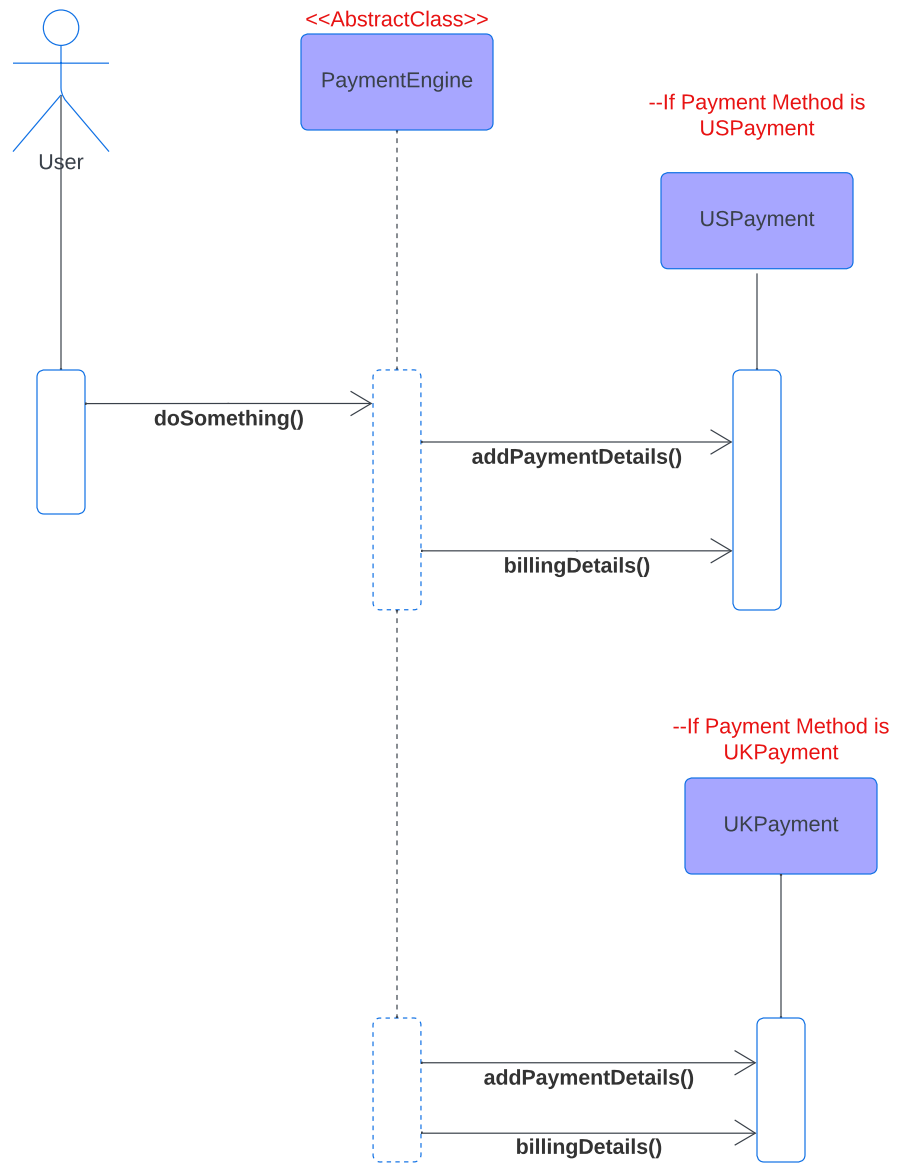 <<AbstractClass>>
PaymentEngine
--If Payment Method is
USPayment
User
USPayment
doSomething()
addPaymentDetails()
billingDetails()
--If Payment Method is
UKPayment
UKPayment
addPaymentDetails()
billingDetails()